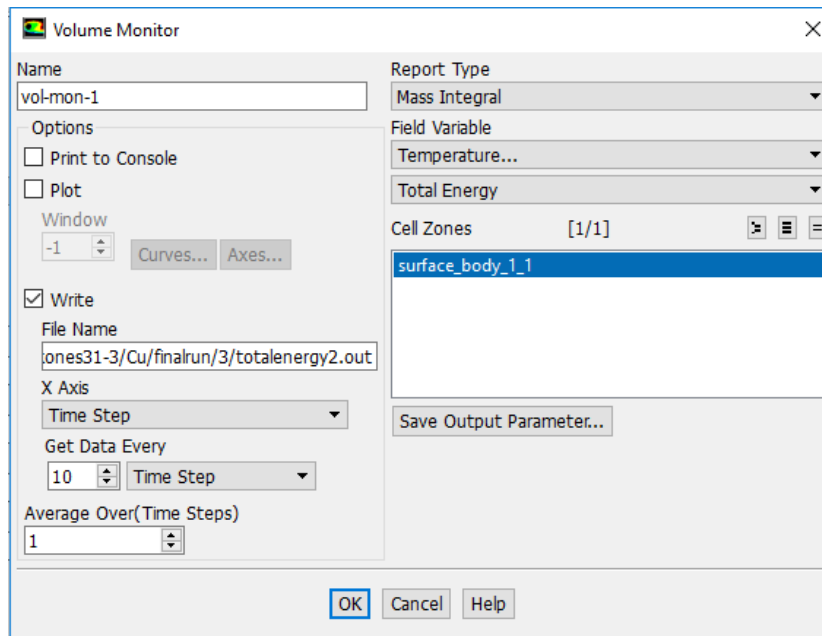 Volume Monitor
Name
vol-mon-1
Options
Print to Console
Plot
Window
-1
Curves...
Axes...
Write
File Name
:ones31-3/Cu/finalrun/3/totalenergy2.out
X Axis
Time Step
Get Data Every
10
Time Step
Average Over(Time Steps)
1
Report Type
Mass Integral
Field Variable
Temperature...
Total Energy
Cell Zones [1/1]
surface_body_1_1
Save Output Parameter...
OK
Cancel
Help